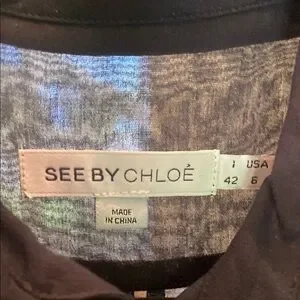 SEE BY CHLOÉ
I USA
42 6
MADE
IN CHINA